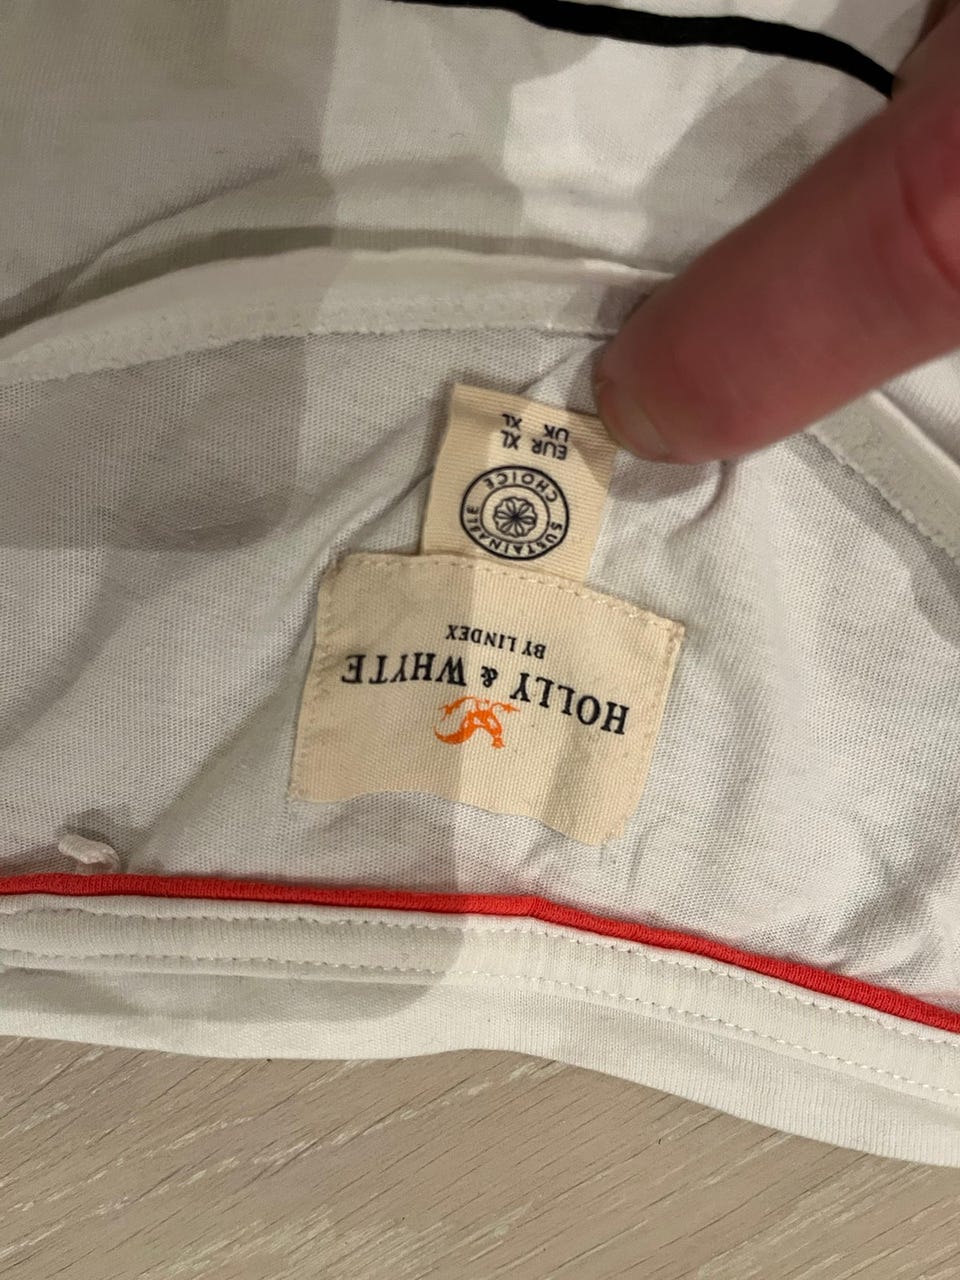 HOLLY & WHYTE
BY LINDEX
SUSTAINABLE CHOICE
EUR XL
UK XL